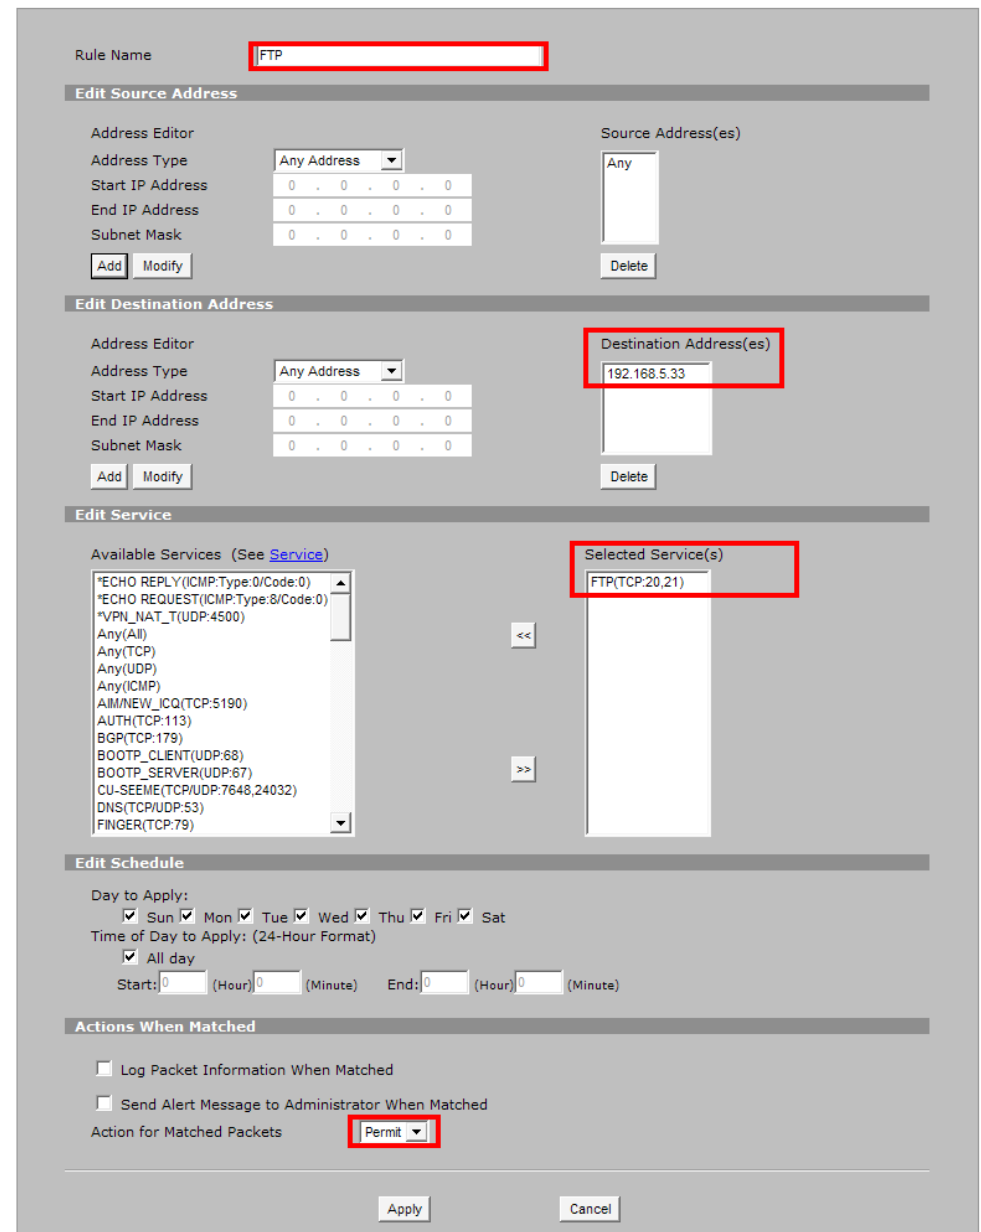 Rule Name FTP
Edit Source Address
Address Editor Source Address(es)
Address Type Any Address Any
Start IP Address 0 . 0 . 0 . 0
End IP Address 0 . 0 . 0 . 0
Subnet Mask 0 . 0 . 0 . 0
Add Modify Delete
Edit Destination Address
Address Editor Destination Address(es)
Address Type Any Address 192.168.5.33
Start IP Address 0 . 0 . 0 . 0
End IP Address 0 . 0 . 0 . 0
Subnet Mask 0 . 0 . 0 . 0
Add Modify Delete
Edit Service
Available Services (See Service) Selected Service(s)
*ECHO REPLY(ICMP:Type:0/Code:0) FTP(TCP:20,21)
*ECHO REQUEST(ICMP:Type:8/Code:0)
*VPN_NAT_T(UDP:4500)
Any(All)
<<
Any(TCP)
Any(UDP)
Any(ICMP)
AIM/NEW_ICQ(TCP:5190)
AUTH(TCP:113)
BGP(TCP:179)
BOOTP_CLIENT(UDP:68)
BOOTP_SERVER(UDP:67) >>
CU-SEEME(TCP/UDP:7648,24032)
DNS(TCP/UDP:53)
FINGER(TCP:79)
Edit Schedule
Day to Apply:
Sun Mon Tue Wed Thu Fri Sat
Time of Day to Apply: (24-Hour Format)
All day
Start: 0 (Hour) 0 (Minute) End: 0 (Hour) 0 (Minute)
Actions When Matched
Log Packet Information When Matched
Send Alert Message to Administrator When Matched
Action for Matched Packets Permit
Apply Cancel